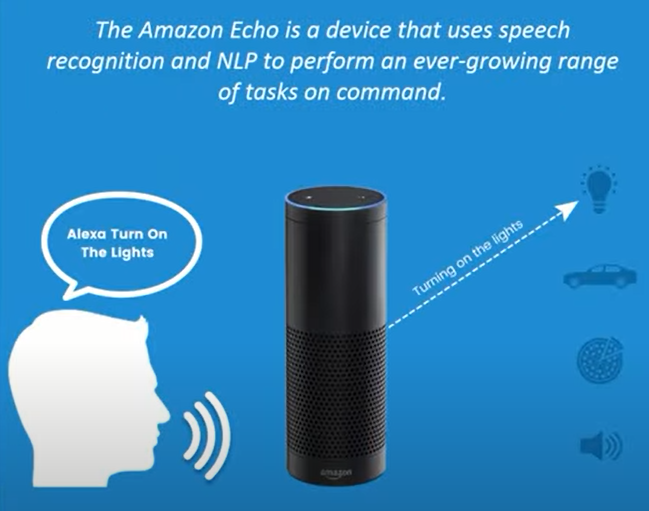 The Amazon Echo is a device that uses speech
recognition and NLP to perform an ever-growing range
of tasks on command.
Alexa Turn On
The Lights
Turning on the lights
amazon